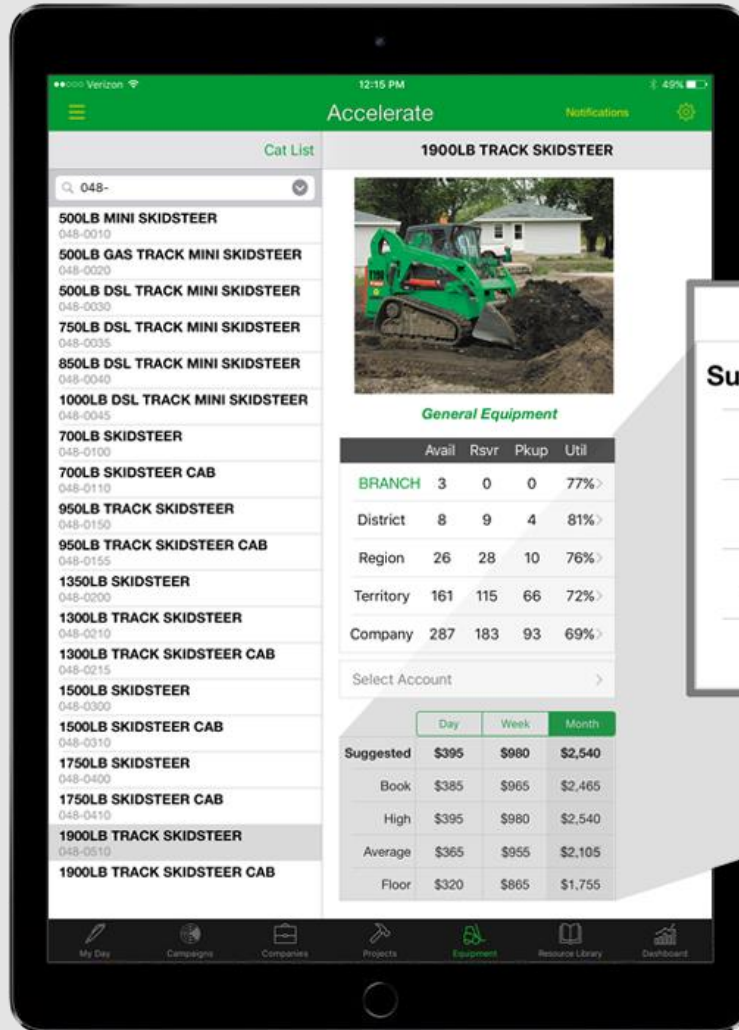 Verizon 12:15 PM 49%
Accelerate Notifications
Cat List
048-
500LB MINI SKIDSTEER
048-0010
500LB GAS TRACK MINI SKIDSTEER
048-0020
500LB DSL TRACK MINI SKIDSTEER
048-0030
750LB DSL TRACK MINI SKIDSTEER
048-0035
850LB DSL TRACK MINI SKIDSTEER
048-0040
1000LB DSL TRACK MINI SKIDSTEER
048-0045
700LB SKIDSTEER
048-0100
700LB SKIDSTEER CAB
048-0110
950LB TRACK SKIDSTEER
048-0150
950LB TRACK SKIDSTEER CAB
048-0155
1350LB SKIDSTEER
048-0200
1300LB TRACK SKIDSTEER
048-0210
1300LB TRACK SKIDSTEER CAB
048-0215
1500LB SKIDSTEER
048-0300
1500LB SKIDSTEER CAB
048-0310
1750LB SKIDSTEER
048-0400
1750LB SKIDSTEER CAB
048-0410
1900LB TRACK SKIDSTEER
048-0510
1900LB TRACK SKIDSTEER CAB
1900LB TRACK SKIDSTEER
General Equipment
Avail Rsvr Pkup Util
BRANCH 3 0 0 77%
District 8 9 4 81%
Region 26 28 10 76%
Territory 161 115 66 72%
Company 287 183 93 69%
Select Account
Day Week Month
Suggested $395 $980 $2,540
Book $385 $965 $2,465
High $395 $980 $2,540
Average $365 $955 $2,105
Floor $320 $865 $1,755
My Day Campaigns Companies Projects Equipment Resource Library Dashboard
Su